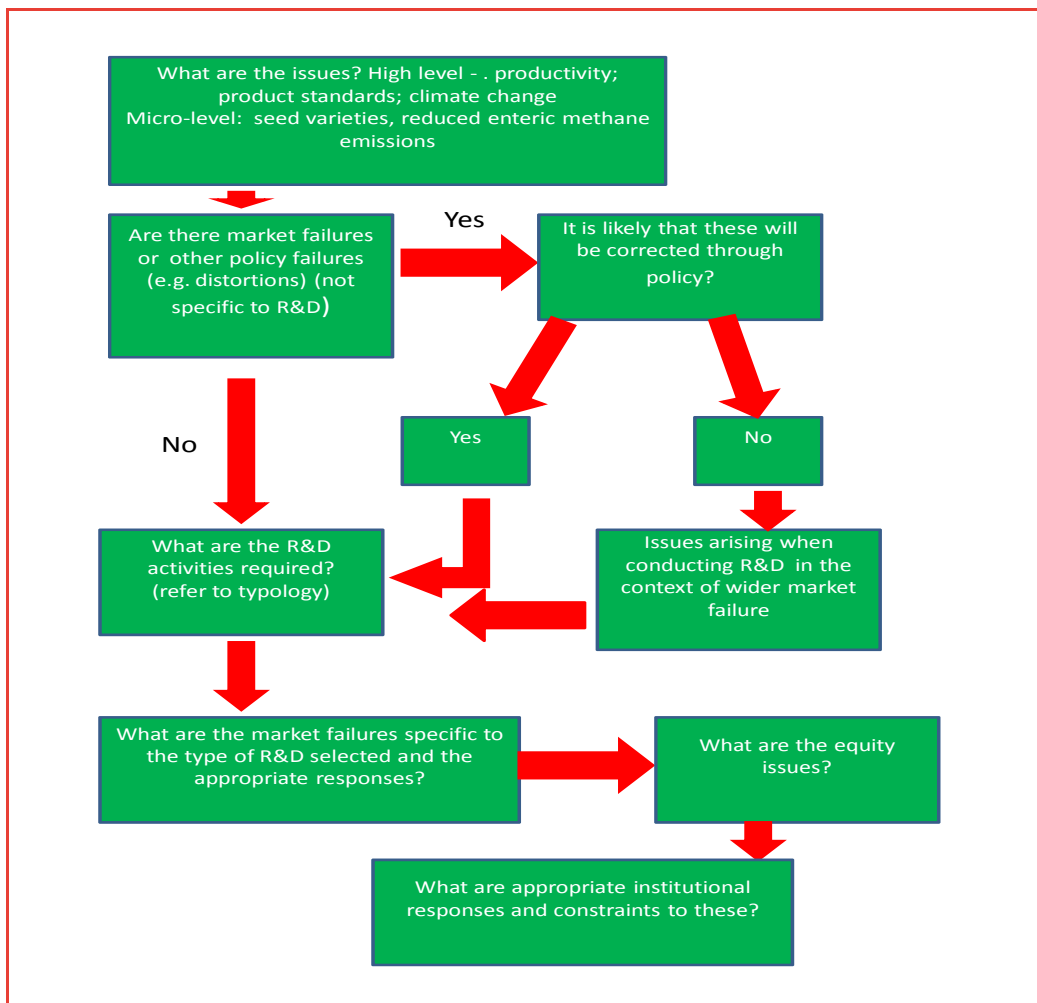 What are the issues? High level - . productivity;
product standards; climate change
Micro-level: seed varieties, reduced enteric methane
emissions
Yes
Are there market failures
or other policy failures
(e.g. distortions) (not
specific to R&D)
It is likely that these will
be corrected through
policy?
No
Yes
No
What are the R&D
activities required?
(refer to typology)
Issues arising when
conducting R&D in the
context of wider market
failure
What are the market failures specific to
the type of R&D selected and the
appropriate responses?
What are the equity
issues?
What are appropriate institutional
responses and constraints to these?